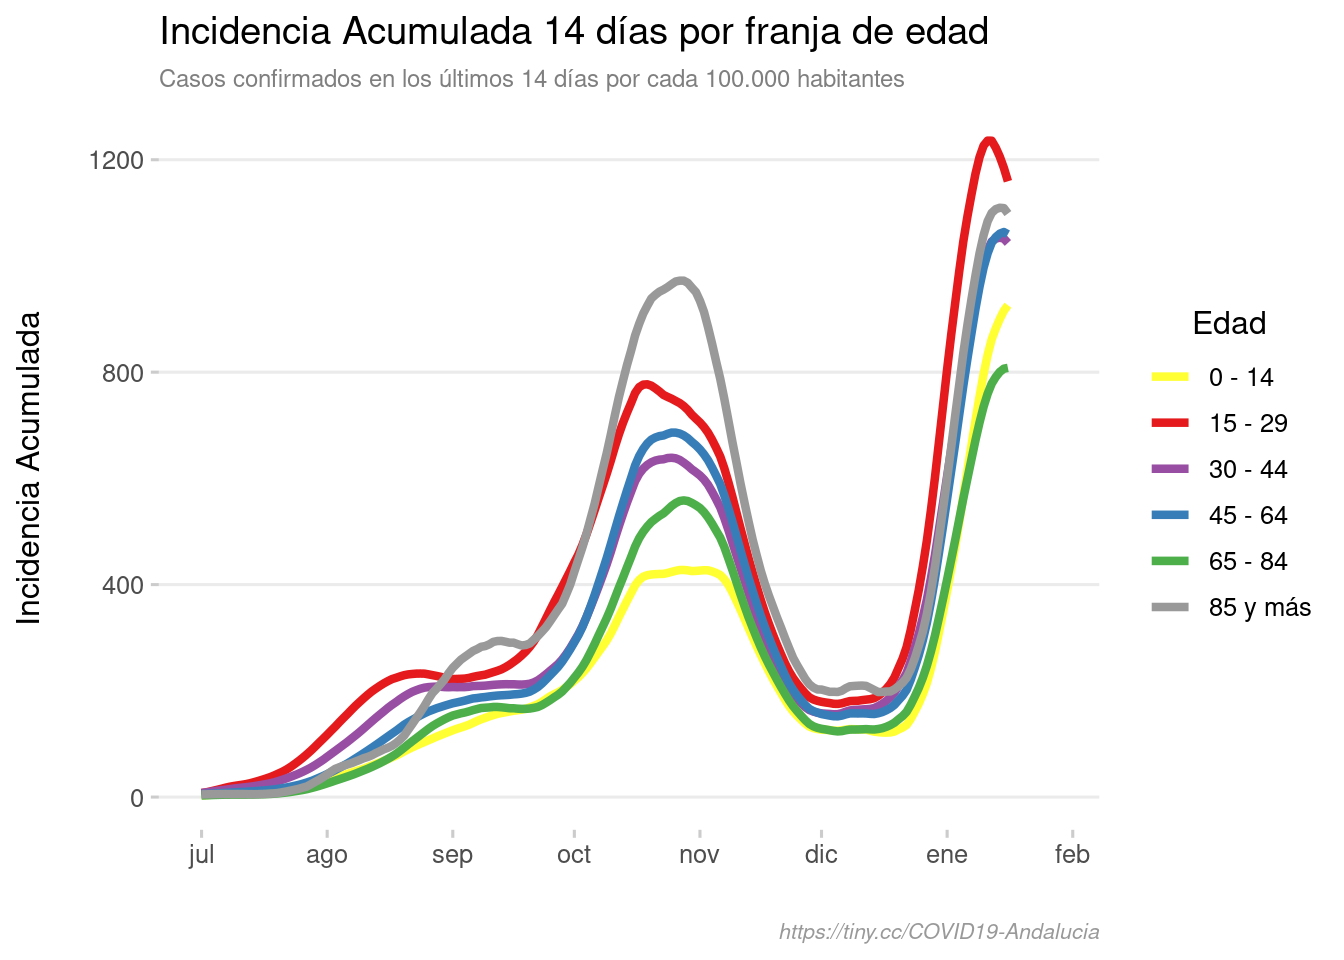 Incidencia Acumulada 14 días por franja de edad
Casos confirmados en los últimos 14 días por cada 100.000 habitantes
Incidencia Acumulada
1200
800
400
0
jul ago sep oct nov dic ene feb
Edad
0 - 14
15 - 29
30 - 44
45 - 64
65 - 84
85 y más
https://tiny.cc/COVID19-Andalucia